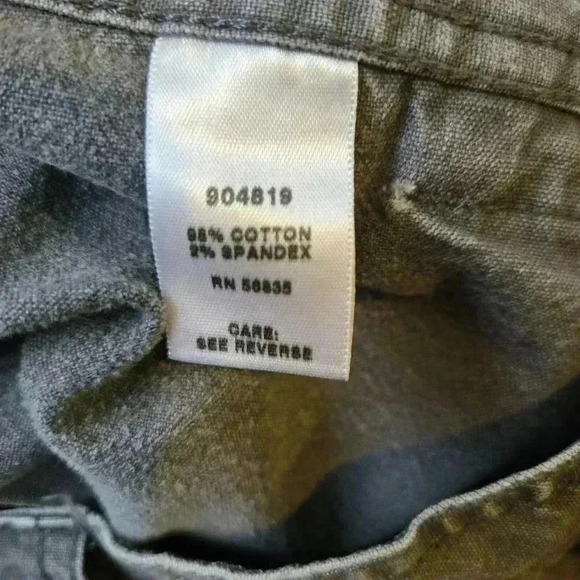 904819
98% COTTON
2% SPANDEX
RN 56835
CARE:
SEE REVERSE